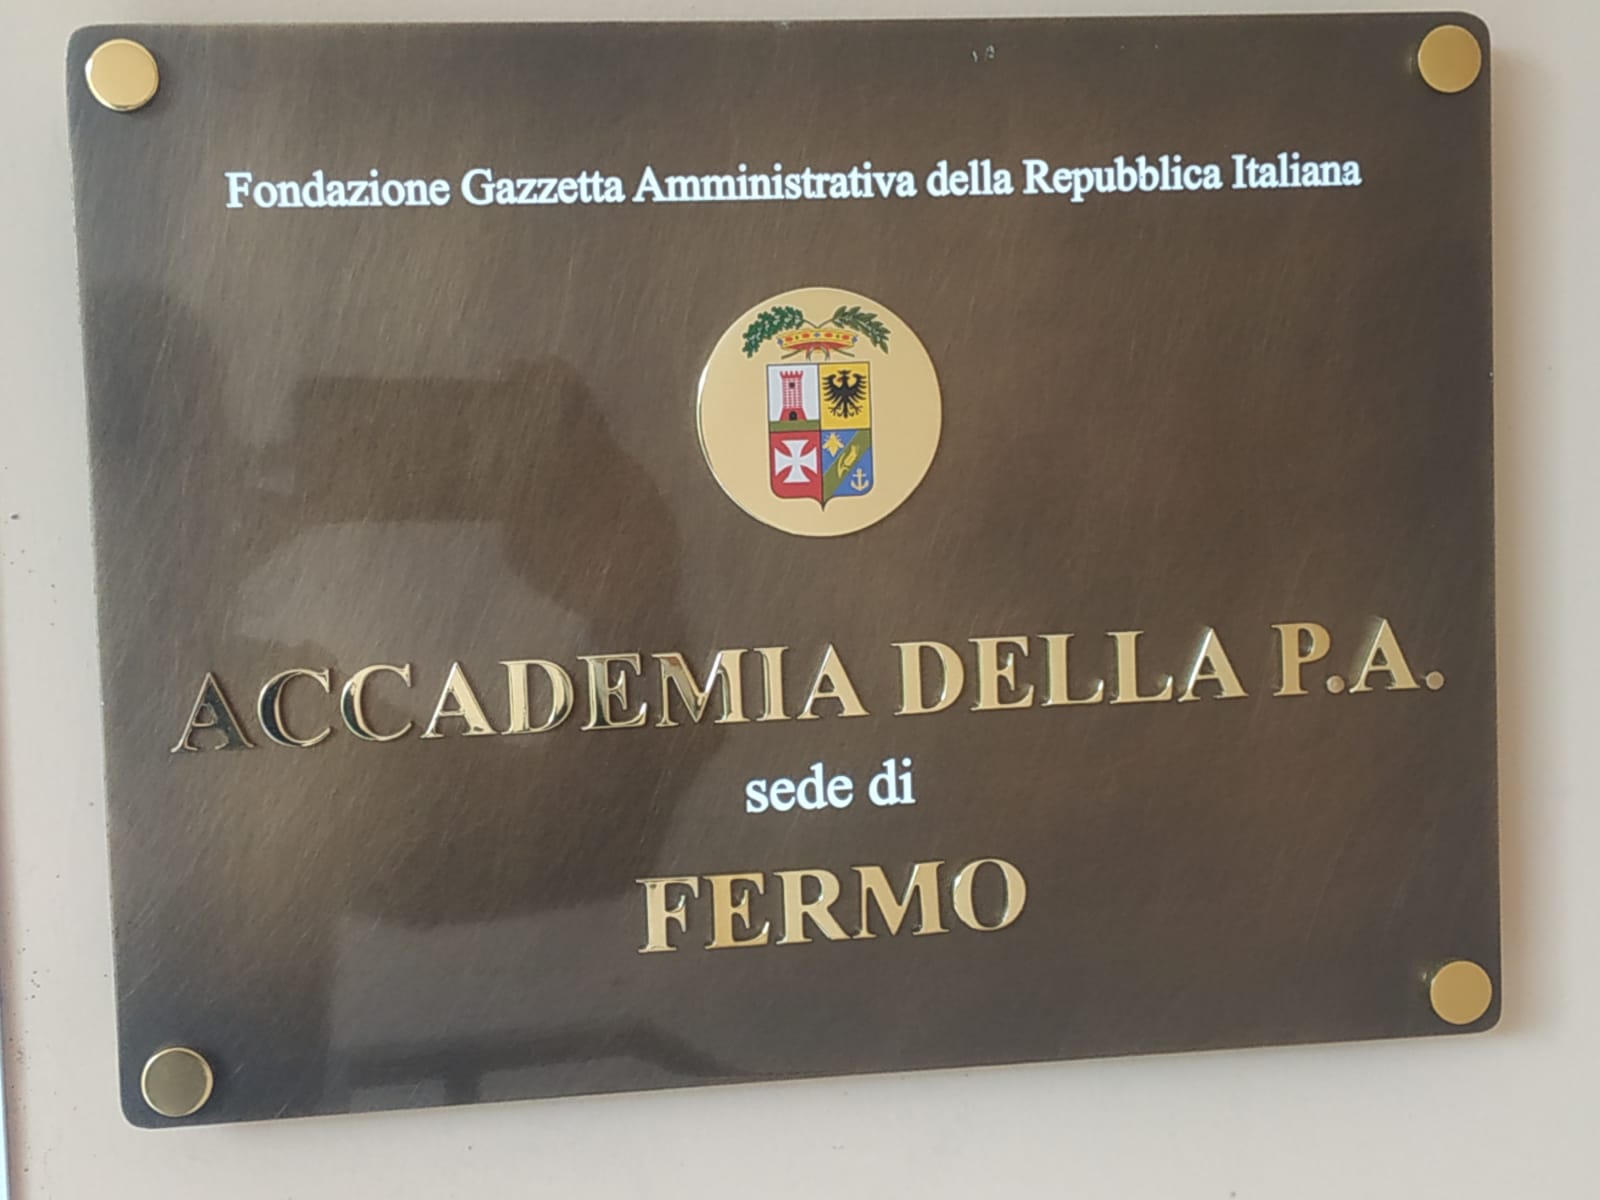 Fondazione Gazzetta Amministrativa della Repubblica Italiana
ACCADEMIA DELLA P.A.
sede di
FERMO